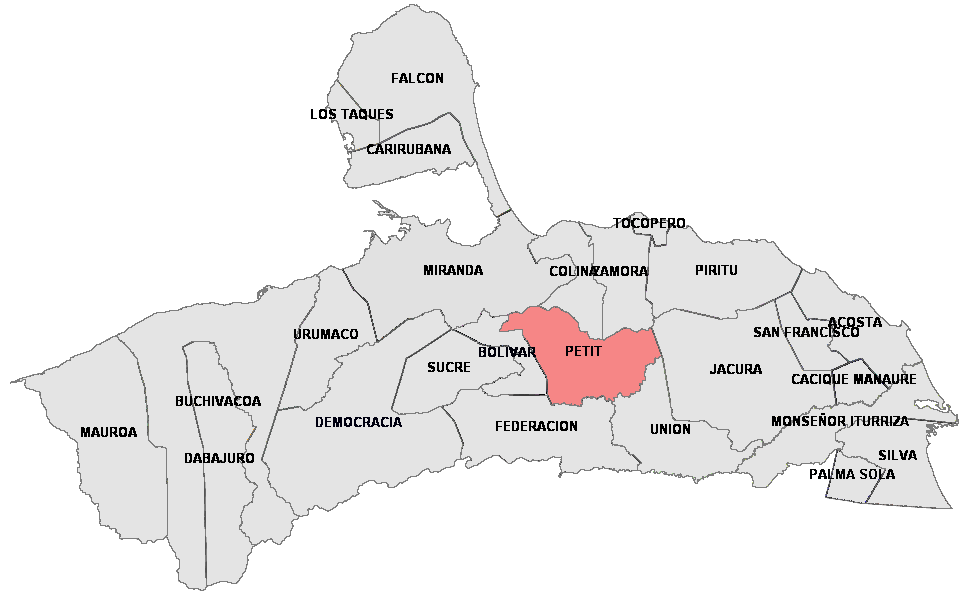 FALCON
LOS TAQUES
CARIRUBANA
TOCOPERO
MIRANDA
COLINA
ZAMORA
PIRITU
URUMACO
ACOSTA
SAN FRANCISCO
BOLIVAR
PETIT
SUCRE
JACURA
CACIQUE MANAURE
BUCHIVACOA
DEMOCRACIA
FEDERACION
UNION
MONSEÑOR ITURRIZA
MAUROA
DABAJURO
SILVA
PALMA SOLA